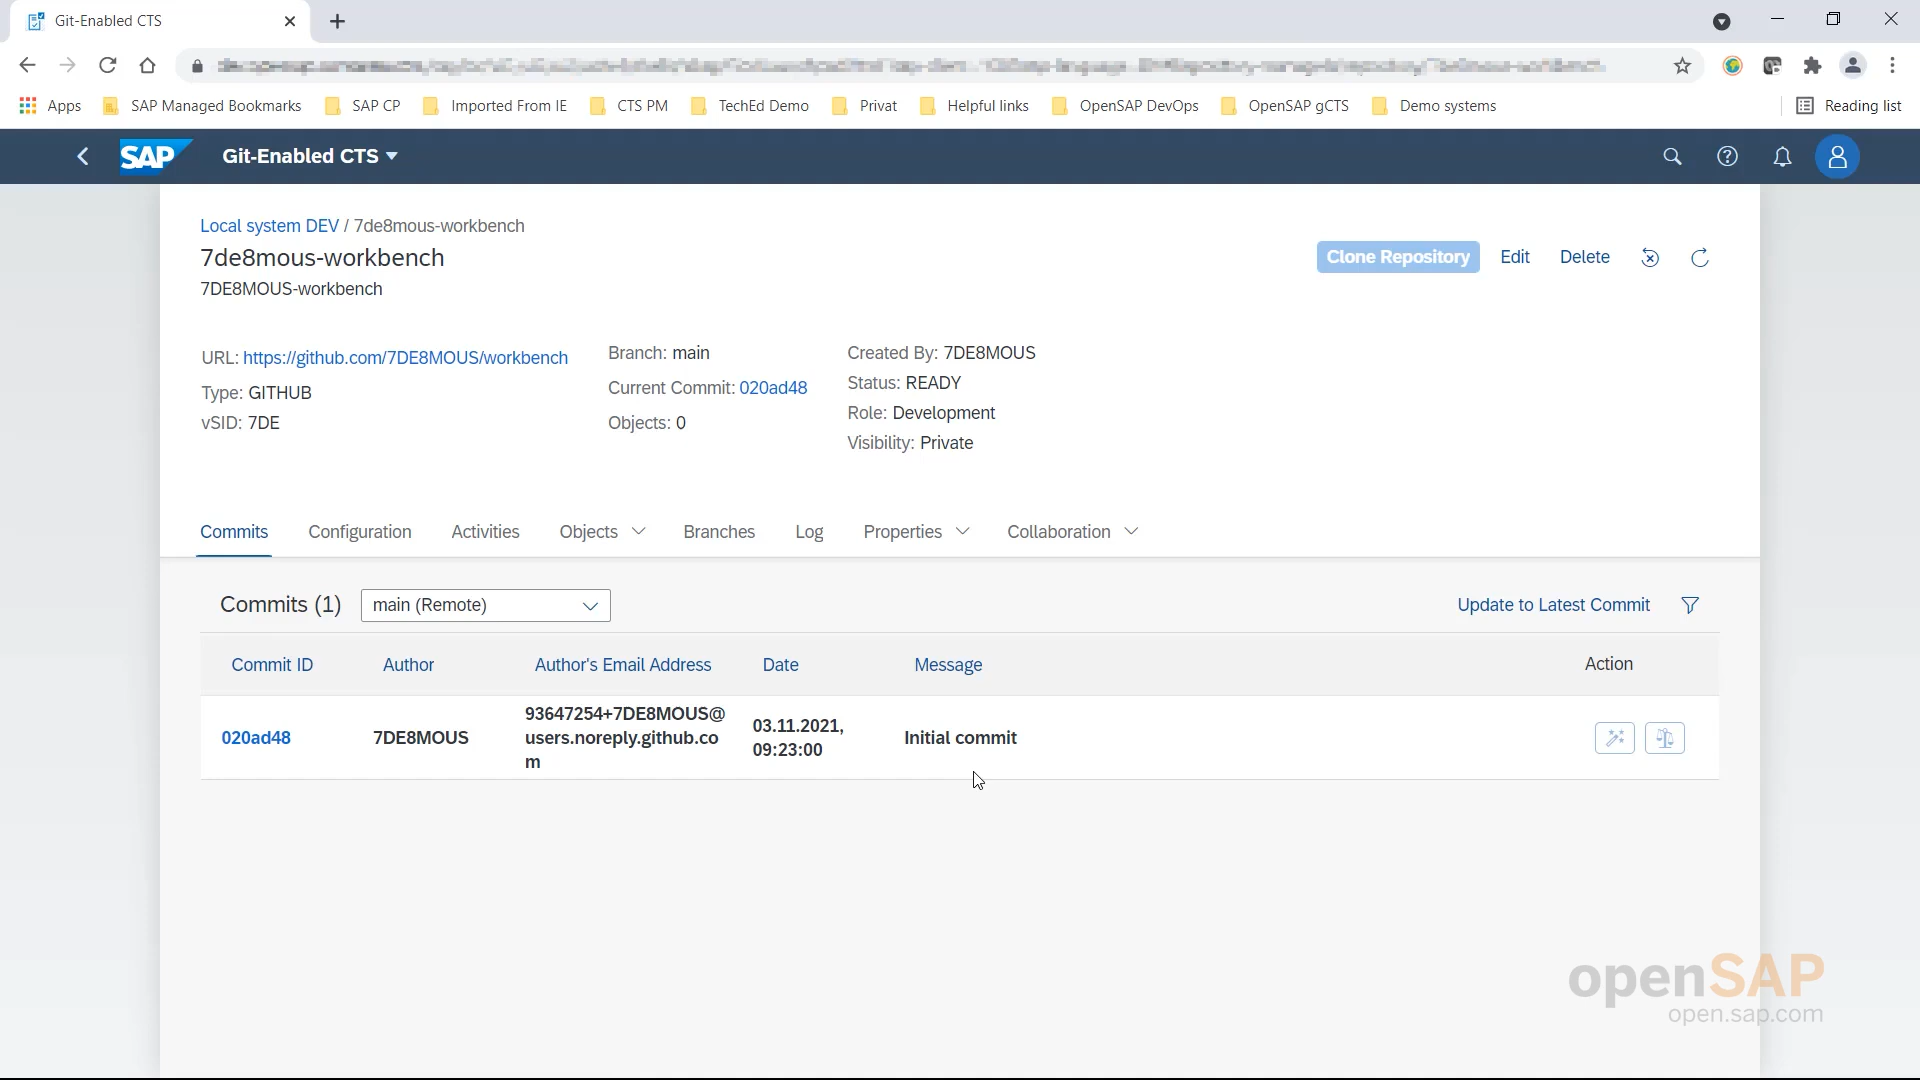 Git-Enabled CTS
Apps SAP Managed Bookmarks SAP CP Imported From IE CTS PM TechEd Demo Privat Helpful links OpenSAP DevOps OpenSAP gCTS Demo systems Reading list
SAP Git-Enabled CTS
Local system DEV / 7de8mous-workbench
7de8mous-workbench
Clone Repository Edit Delete
7DE8MOUS-workbench
URL: https://github.com/7DE8MOUS/workbench
Type: GITHUB
vSID: 7DE
Branch: main
Current Commit: 020ad48
Objects: 0
Created By: 7DE8MOUS
Status: READY
Role: Development
Visibility: Private
Commits Configuration Activities Objects Branches Log Properties Collaboration
Commits (1) main (Remote) Update to Latest Commit
Commit ID Author Author's Email Address Date Message Action
020ad48 7DE8MOUS
93647254+7DE8MOUS@
users.noreply.github.co
m
03.11.2021,
09:23:00
Initial commit
openSAP
open.sap.com